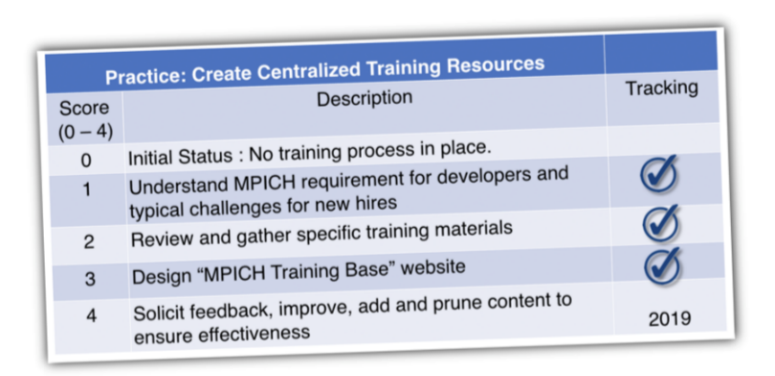 Practice: Create Centralized Training Resources
Score
(0 – 4)
Description
Tracking
0
Initial Status : No training process in place.
1
Understand MPICH requirement for developers and
typical challenges for new hires
2
Review and gather specific training materials
3
Design “MPICH Training Base” website
4
Solicit feedback, improve, add and prune content to
ensure effectiveness
2019